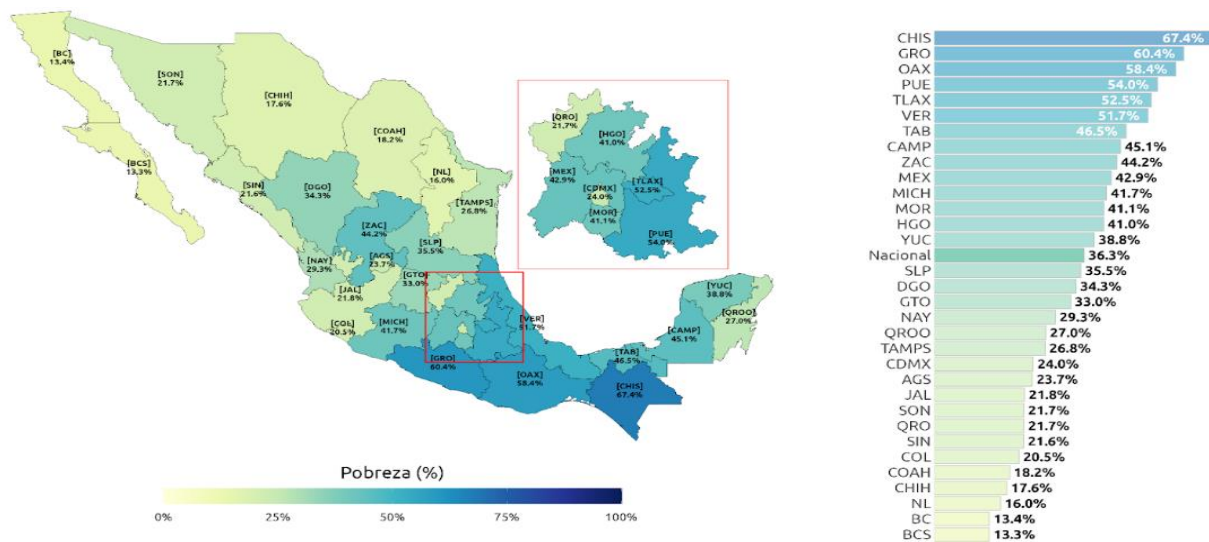 [BC]
13.4%
[SON]
21.7%
[CHIH]
17.6%
[COAH]
18.2%
[BCS]
13.3%
[NL]
16.0%
[SIN]
21.6%
[DGO]
34.3%
[TAMPS]
26.8%
[ZAC]
44.2%
[SLP]
35.5%
[AGS]
23.7%
[NAY]
29.3%
[GTO]
33.0%
[JAL]
21.8%
[COL]
20.5%
[MICH]
41.7%
[VER]
51.7%
[YUC]
38.8%
[QROO]
27.0%
[CAMP]
45.1%
[TAB]
46.5%
[GRO]
60.4%
[OAX]
58.4%
[CHIS]
67.4%
[QRO]
21.7%
[HGO]
41.0%
[MEX]
42.9%
[CDMX]
24.0%
[TLAX]
52.5%
[MOR]
41.1%
[PUE]
54.0%
Pobreza (%)
0% 25% 50% 75% 100%
CHIS 67.4%
GRO 60.4%
OAX 58.4%
PUE 54.0%
TLAX 52.5%
VER 51.7%
TAB 46.5%
CAMP 45.1%
ZAC 44.2%
MEX 42.9%
MICH 41.7%
MOR 41.1%
HGO 41.0%
YUC 38.8%
Nacional 36.3%
SLP 35.5%
DGO 34.3%
GTO 33.0%
NAY 29.3%
QROO 27.0%
TAMPS 26.8%
CDMX 24.0%
AGS 23.7%
JAL 21.8%
SON 21.7%
QRO 21.7%
SIN 21.6%
COL 20.5%
COAH 18.2%
CHIH 17.6%
NL 16.0%
BC 13.4%
BCS 13.3%